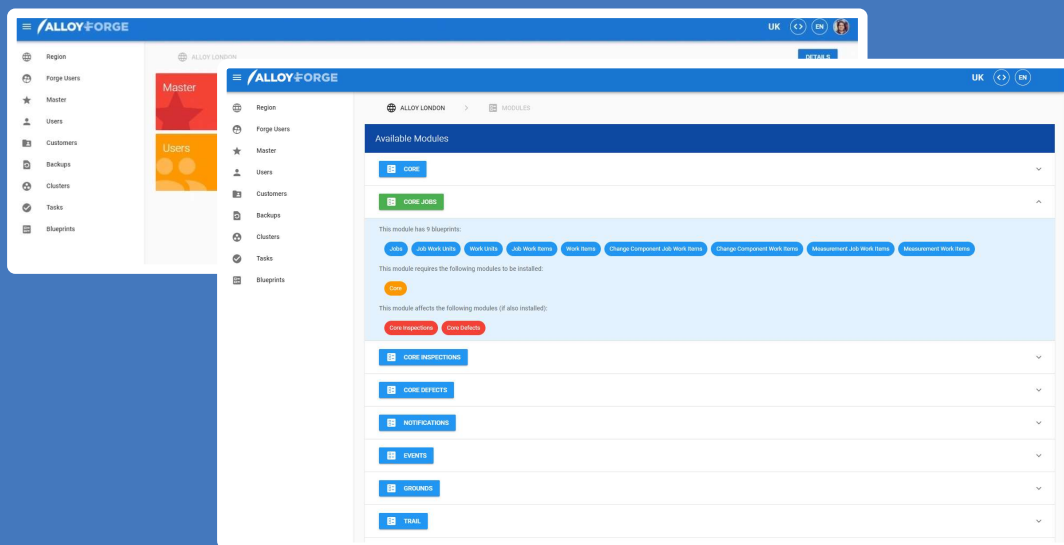 ALLOYFORGE
UK
EN
Region
Forge Users
Master
Users
Customers
Backups
Clusters
Tasks
Blueprints
ALLOY LONDON
DETAILS
Master
Users
ALLOYFORGE
UK
EN
Region
Forge Users
Master
Users
Customers
Backups
Clusters
Tasks
Blueprints
ALLOY LONDON > MODULES
Available Modules
CORE
CORE JOBS
This module has 9 blueprints:
Jobs Job Work Units Work Units Job Work Items Work Items Change Component Job Work Items Change Component Work Items Measurement Job Work Items Measurement Work Items
This module requires the following modules to be installed:
Core
This module affects the following modules (if also installed):
Core Inspections Core Defects
CORE INSPECTIONS
CORE DEFECTS
NOTIFICATIONS
EVENTS
GROUNDS
TRAIL